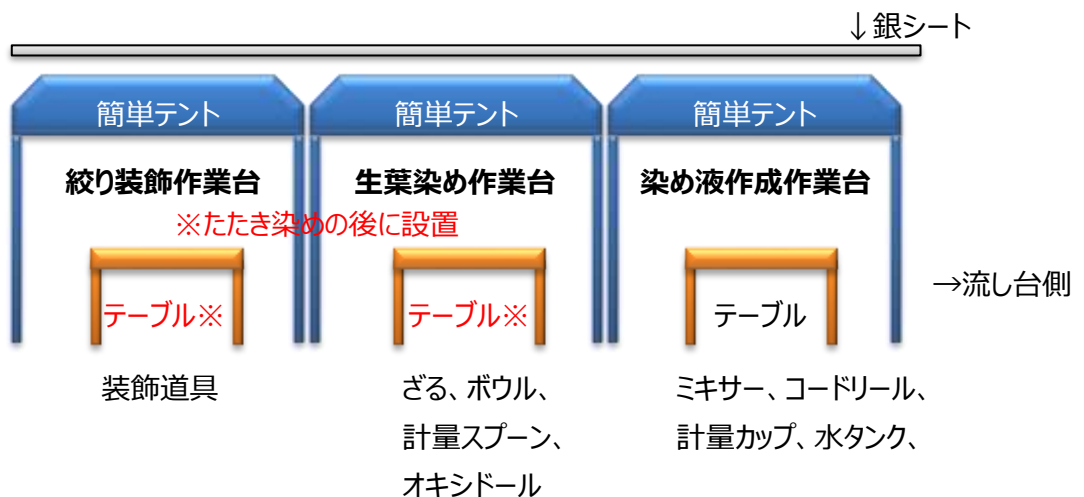 ↓銀シート
簡単テント
簡単テント
簡単テント
絞り装飾作業台
生葉染め作業台
染め液作成作業台
※たたき染めの後に設置
テーブル※
テーブル※
テーブル
→流し台側
装飾道具
ざる、ボウル、
計量スプーン、
オキシドール
ミキサー、コードリール、
計量カップ、水タンク、